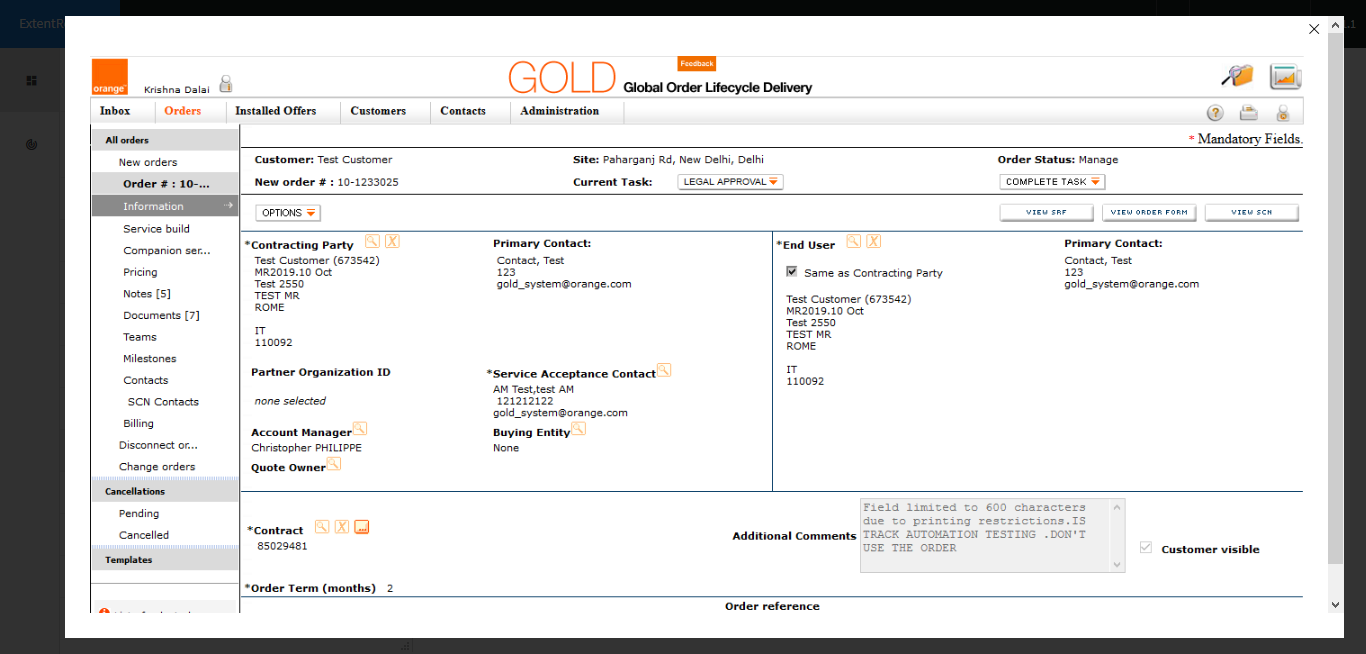 ExtentR
.1
orange
Krishna Dalai
GOLD
Feedback
Global Order Lifecycle Delivery
Inbox
Orders
Installed Offers
Customers
Contacts
Administration
All orders
New orders
Order # : 10-...
Information
Service build
Companion ser...
Pricing
Notes [5]
Documents [7]
Teams
Milestones
Contacts
SCN Contacts
Billing
Disconnect or...
Change orders
Cancellations
Pending
Cancelled
Templates
* Mandatory Fields.
Customer: Test Customer
Site: Paharganj Rd, New Delhi, Delhi
Order Status: Manage
New order # : 10-1233025
Current Task:
LEGAL APPROVAL
COMPLETE TASK
OPTIONS
VIEW SRF
VIEW ORDER FORM
VIEW SCN
*Contracting Party
Test Customer (673542)
MR2019.10 Oct
Test 2550
TEST MR
ROME
IT
110092
Primary Contact:
Contact, Test
123
gold_system@orange.com
*End User
Same as Contracting Party
Test Customer (673542)
MR2019.10 Oct
Test 2550
TEST MR
ROME
IT
110092
Primary Contact:
Contact, Test
123
gold_system@orange.com
Partner Organization ID
none selected
*Service Acceptance Contact
AM Test,test AM
121212122
gold_system@orange.com
Account Manager
Christopher PHILIPPE
Buying Entity
None
Quote Owner
*Contract
85029481
Additional Comments
Field limited to 600 characters
due to printing restrictions.IS
TRACK AUTOMATION TESTING .DON'T
USE THE ORDER
Customer visible
*Order Term (months) 2
Order reference